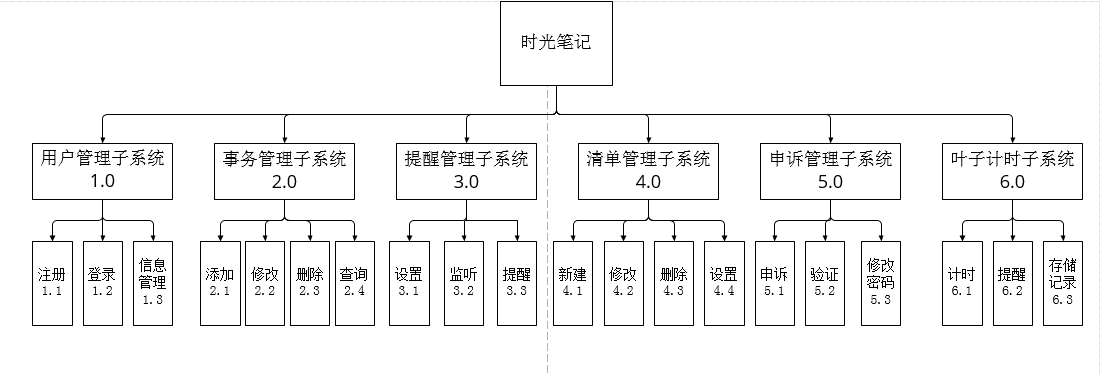 时光笔记
用户管理子系统
1.0
事务管理子系统
2.0
提醒管理子系统
3.0
清单管理子系统
4.0
申诉管理子系统
5.0
叶子计时子系统
6.0
注册
1.1
登录
1.2
信息
管理
1.3
添加
2.1
修改
2.2
删除
2.3
查询
2.4
设置
3.1
监听
3.2
提醒
3.3
新建
4.1
修改
4.2
删除
4.3
设置
4.4
申诉
5.1
验证
5.2
修改
密码
5.3
计时
6.1
提醒
6.2
存储
记录
6.3